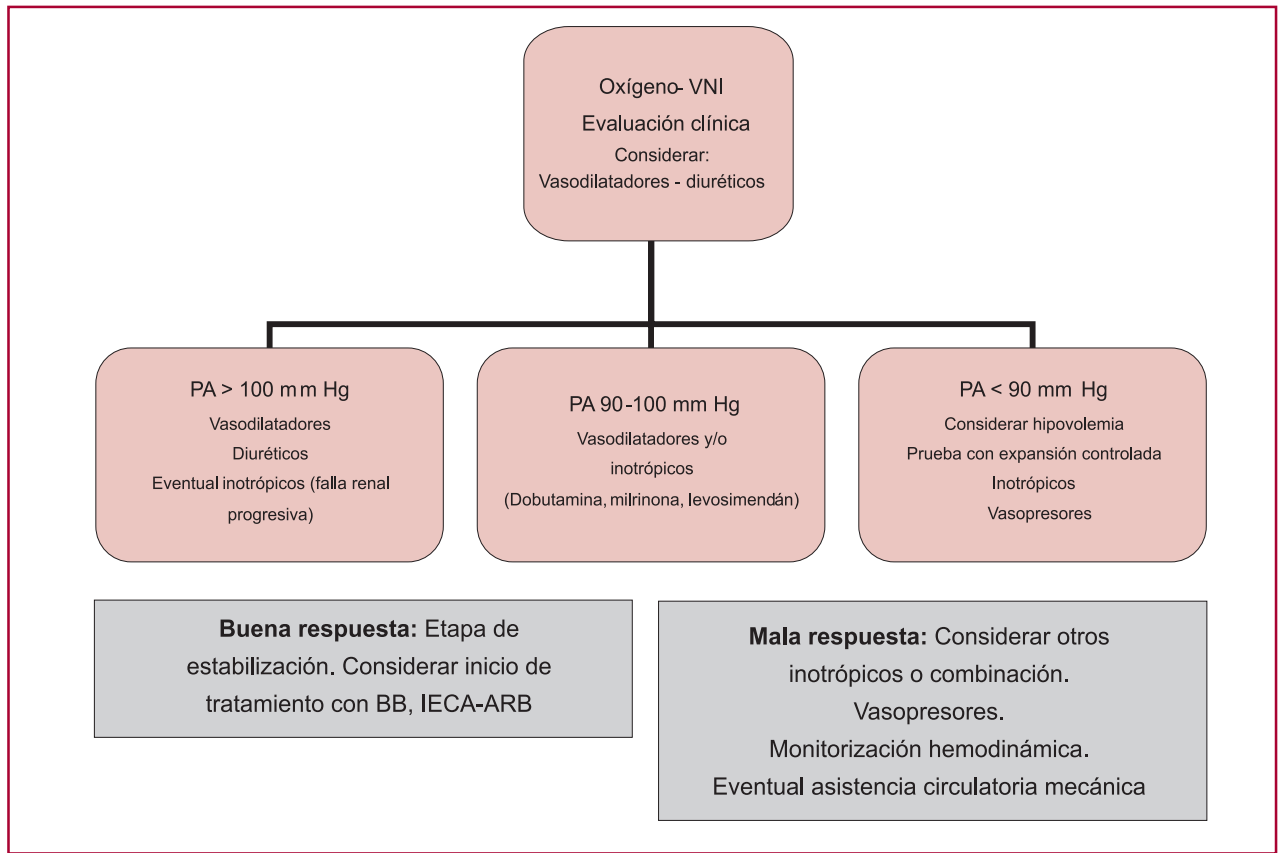 Oxígeno- VNI
Evaluación clínica
Considerar:
Vasodilatadores - diuréticos
PA > 100 mm Hg
Vasodilatadores
Diuréticos
Eventual inotrópicos (falla renal
progresiva)
PA 90-100 mm Hg
Vasodilatadores y/o
inotrópicos
(Dobutamina, milrinona, levosimendán)
PA < 90 mm Hg
Considerar hipovolemia
Prueba con expansión controlada
Inotrópicos
Vasopresores
Buena respuesta: Etapa de
estabilización. Considerar inicio de
tratamiento con BB, IECA-ARB
Mala respuesta: Considerar otros
inotrópicos o combinación.
Vasopresores.
Monitorización hemodinámica.
Eventual asistencia circulatoria mecánica